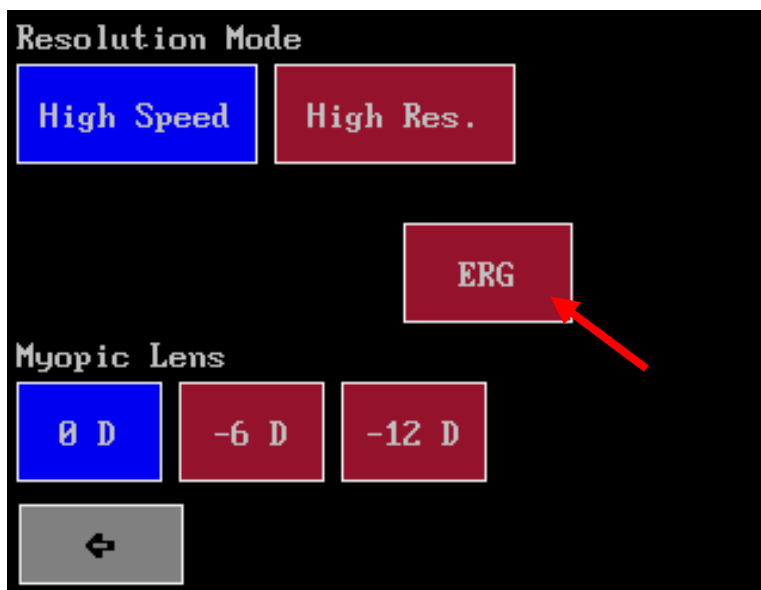 Resolution Mode
High Speed High Res.
ERG
Myopic Lens
0 D -6 D -12 D